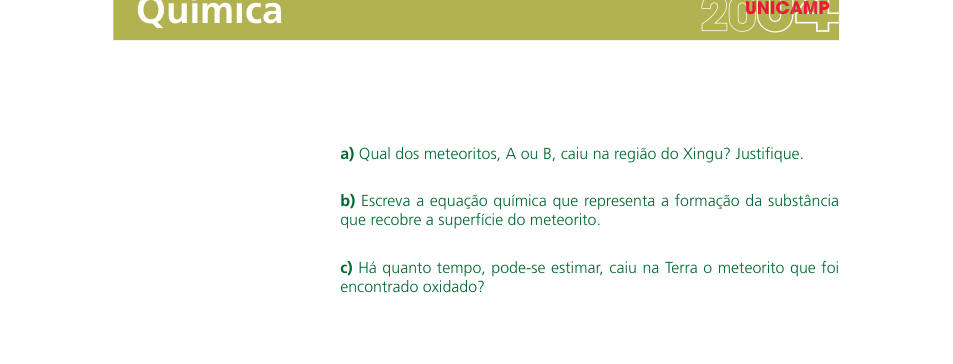 Química
2004
UNICAMP
a) Qual dos meteoritos, A ou B, caiu na região do Xingu? Justifique.
b) Escreva a equação química que representa a formação da substância
que recobre a superfície do meteorito.
c) Há quanto tempo, pode-se estimar, caiu na Terra o meteorito que foi
encontrado oxidado?